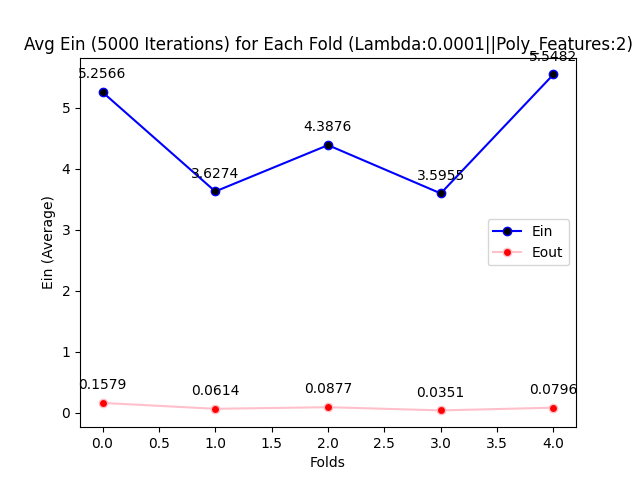 Avg Ein (5000 Iterations) for Each Fold (Lambda:0.0001||Poly_Features:2)
5.2566
3.6274
4.3876
3.5955
5.5482
0.1579
0.0614
0.0877
0.0351
0.0796
Ein
Eout
Ein (Average)
5
4
3
2
1
0
0.0 0.5 1.0 1.5 2.0 2.5 3.0 3.5 4.0
Folds